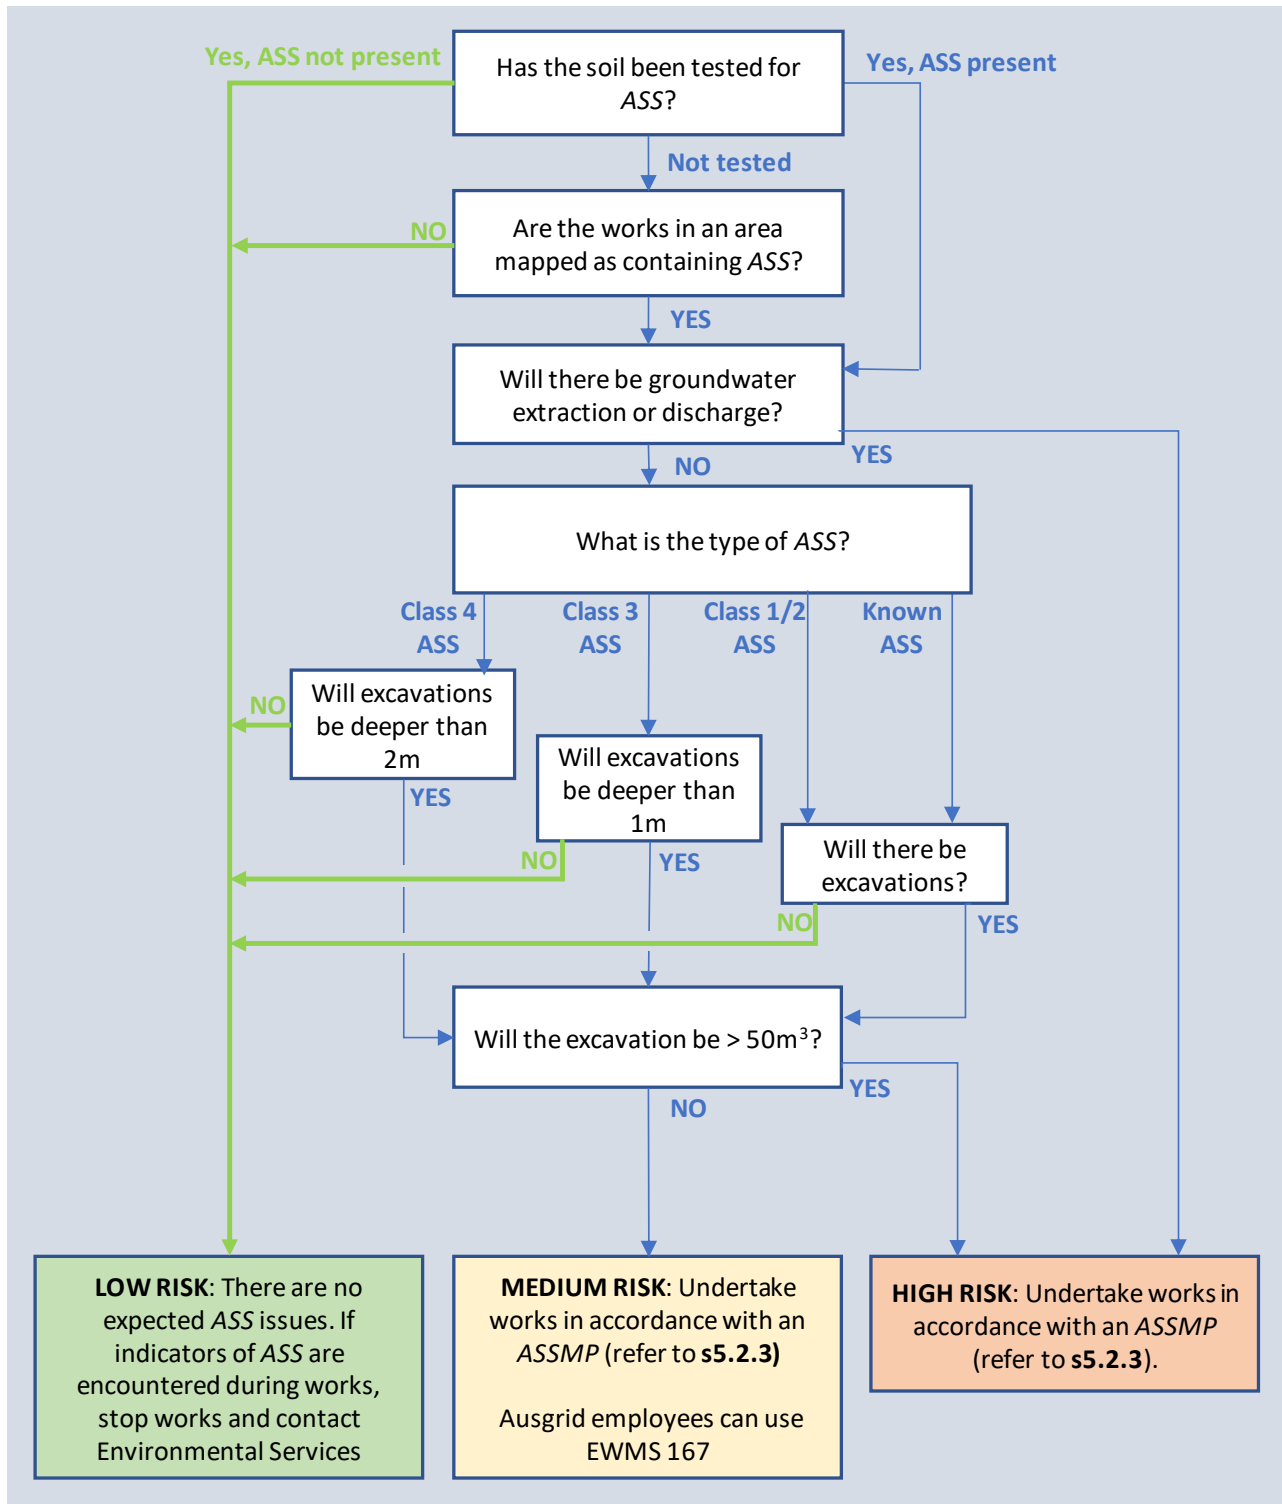 Yes, ASS not present
Has the soil been tested for
ASS?
Yes, ASS present
Not tested
NO
Are the works in an area
mapped as containing ASS?
YES
Will there be groundwater
extraction or discharge?
YES
NO
What is the type of ASS?
Class 4
ASS
Class 3
ASS
Class 1/2
ASS
Known
ASS
NO
Will excavations
be deeper than
2m
YES
Will excavations
be deeper than
1m
NO
YES
Will there be
excavations?
NO
YES
Will the excavation be > 50m³?
YES
NO
LOW RISK: There are no
expected ASS issues. If
indicators of ASS are
encountered during works,
stop works and contact
Environmental Services
MEDIUM RISK: Undertake
works in accordance with an
ASSMP (refer to s5.2.3)
Ausgrid employees can use
EWMS 167
HIGH RISK: Undertake works in
accordance with an ASSMP
(refer to s5.2.3).